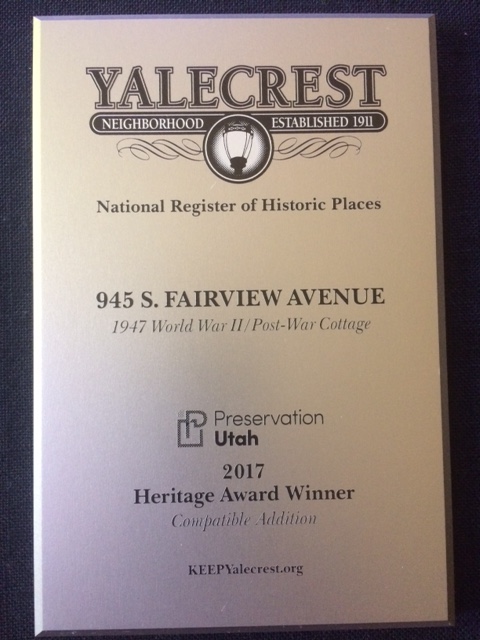 YALECREST
NEIGHBORHOOD ESTABLISHED 1911
National Register of Historic Places
945 S. FAIRVIEW AVENUE
1947 World War II/Post-War Cottage
Preservation
Utah
2017
Heritage Award Winner
Compatible Addition
KEEPYalecrest.org